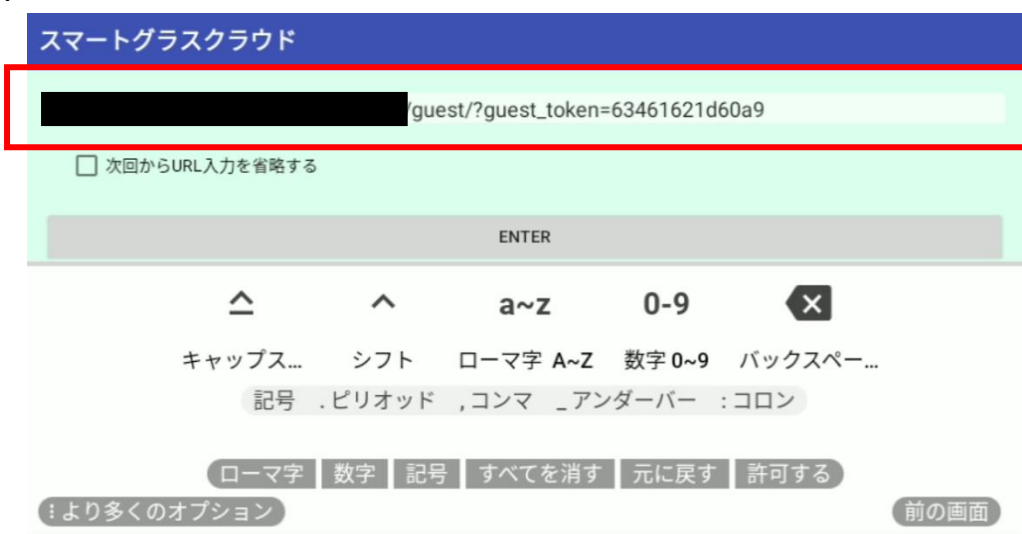 スマートグラスクラウド
/guest/?guest_token=63461621d60a9
次回からURL入力を省略する
ENTER
a~z 0-9
キャップス... シフト ローマ字 A~Z 数字 0~9 バックスペー...
記号 .ピリオッド ,コンマ _アンダーバー :コロン
ローマ字 数字 記号 すべてを消す 元に戻す 許可する
より多くのオプション 前の画面